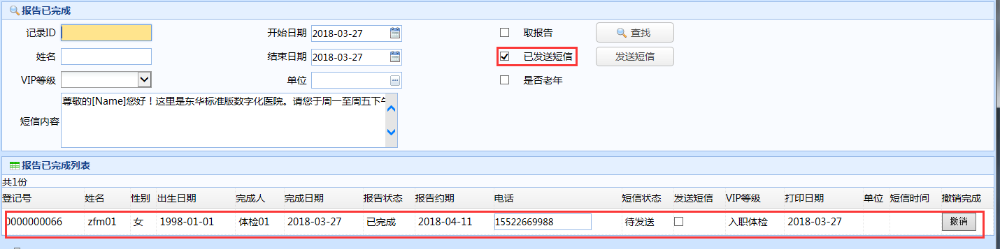 报告已完成
记录ID 开始日期 2018-03-27 取报告 查找
姓名 结束日期 2018-03-27 已发送短信 发送短信
VIP等级 单位 是否老年
短信内容 尊敬的[Name]您好！这里是东华标准版数字化医院。请您于周一至周五下午
报告已完成列表
共1份
登记号 姓名 性别 出生日期 完成人 完成日期 报告状态 报告约期 电话 短信状态 发送短信 VIP等级 打印日期 单位 短信时间 撤销完成
0000000066 zfm01 女 1998-01-01 体检01 2018-03-27 已完成 2018-04-11 15522669988 待发送 入职体检 2018-03-27 撤销